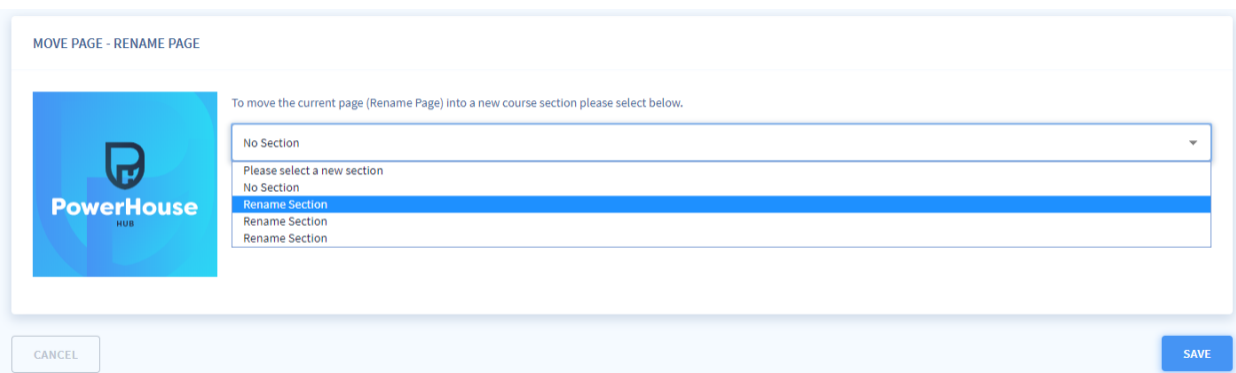 MOVE PAGE - RENAME PAGE
To move the current page (Rename Page) into a new course section please select below.
No Section
Please select a new section
No Section
Rename Section
Rename Section
Rename Section
PowerHouse
HUB
CANCEL
SAVE